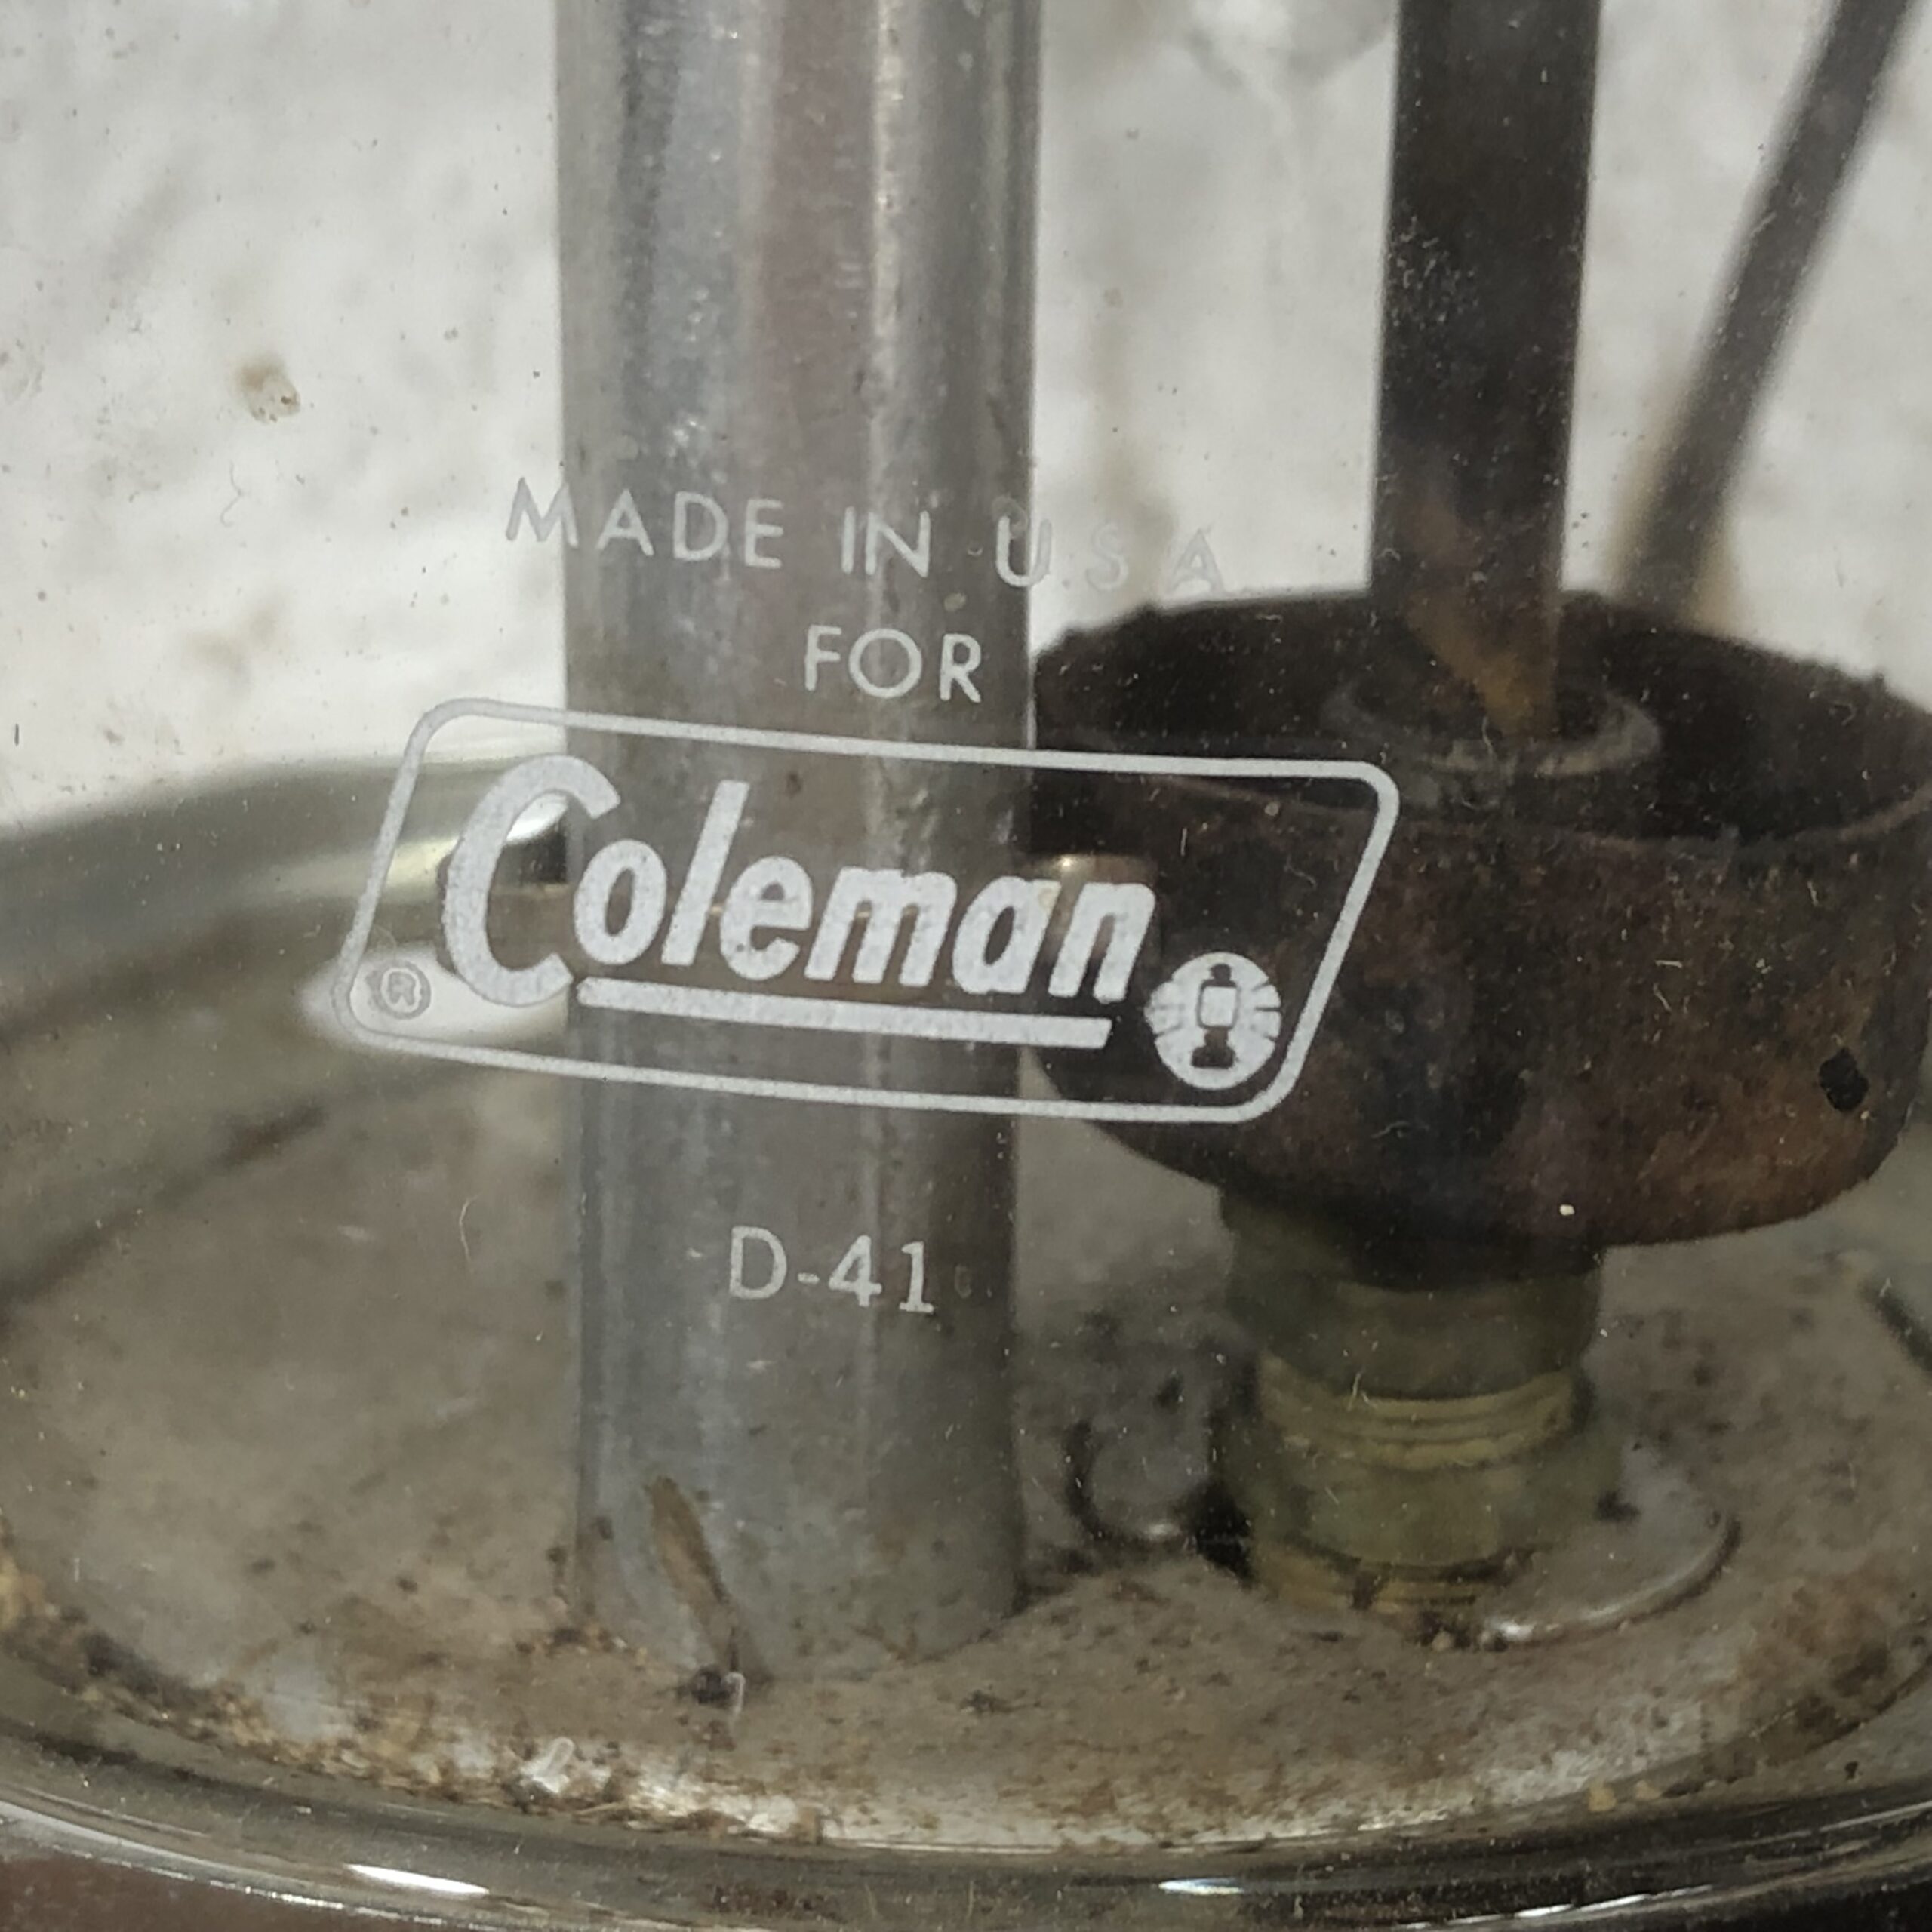 MADE IN U.S.A.
FOR
Coleman
®
D-41